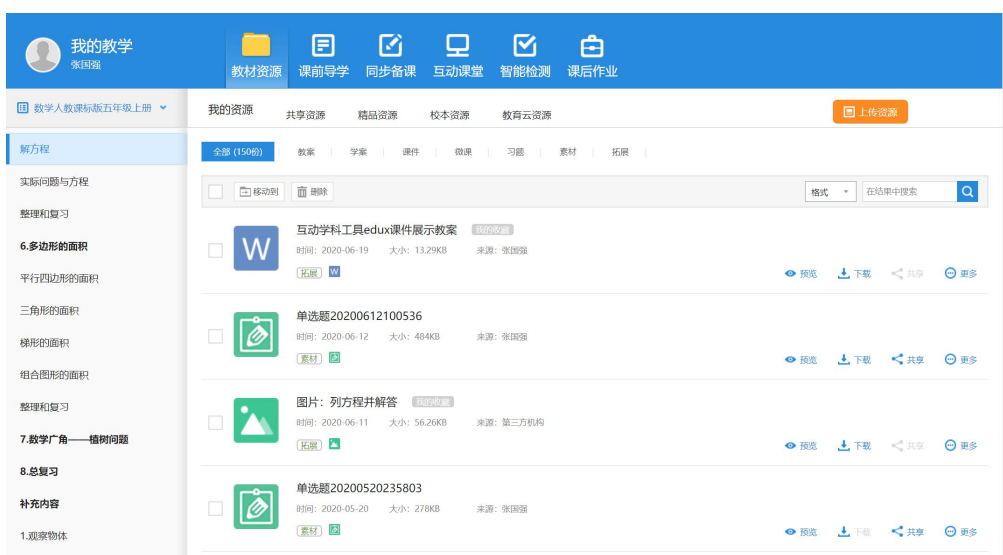 我的教学
张国强
教材资源 课前导学 同步备课 互动课堂 智能检测 课后作业
数学人教课标版五年级上册
我的资源 共享资源 精品资源 校本资源 教育云资源 上传资源
解方程
全部 (150份) 教案 学案 课件 微课 习题 素材 拓展
实际问题与方程
移动到 删除 格式 在结果中搜索
整理和复习
6.多边形的面积
平行四边形的面积
三角形的面积
梯形的面积
组合图形的面积
整理和复习
7.数学广角——植树问题
8.总复习
补充内容
1.观察物体
W
互动学科工具edux课件展示教案 我的收藏
时间: 2020-06-19 大小: 13.29KB 来源: 张国强
拓展 W
预览 下载 共享 更多
单选题20200612100536
时间: 2020-06-12 大小: 484KB 来源: 张国强
素材
预览 下载 共享 更多
图片：列方程并解答 我的收藏
时间: 2020-06-11 大小: 56.26KB 来源: 第三方机构
拓展
预览 下载 共享 更多
单选题20200520235803
时间: 2020-05-20 大小: 278KB 来源: 张国强
素材
预览 下载 共享 更多